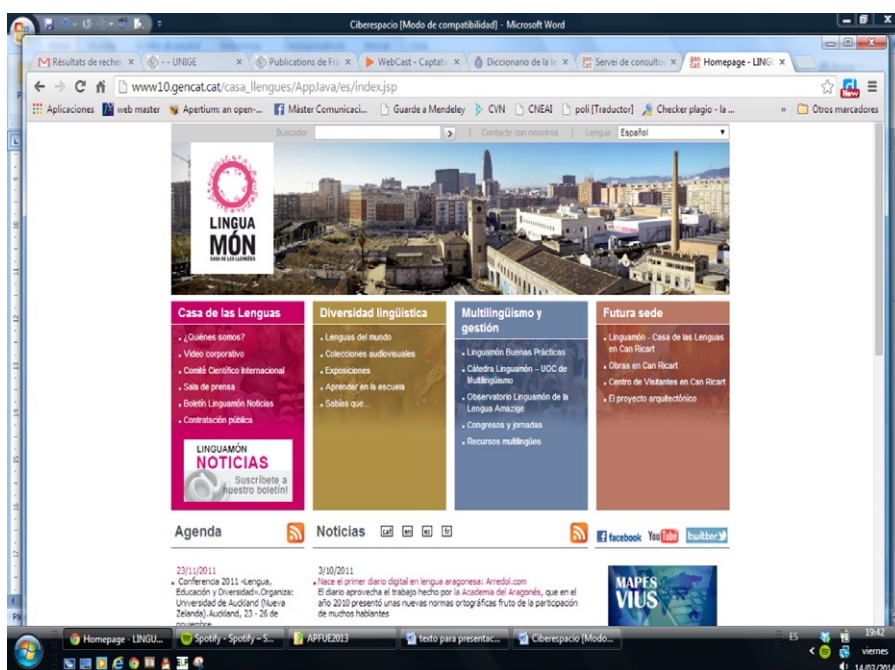 Ciberespacio [Modo de compatibilidad] - Microsoft Word
Résultats de recher
- - UNIGE
Publications de Fra
WebCast - Captati
Diccionario de la le
Servei de consultor
Homepage - LING
www10.gencat.cat/casa_llengues/AppJava/es/index.jsp
Aplicaciones
web master
Apertium: an open-...
Màster Comunicaci...
Guarde a Mendeley
CVN
CNEAI
poli [Traductor]
Checker plagio - la ...
»
Otros marcadores
Buscador
Contacte con nosotros
Lengua
Español
LINGUA
MÓN
CASA DE LES LLENGÜES
Casa de las Lenguas
¿Quiénes somos?
Vídeo corporativo
Comité Científico Internacional
Sala de prensa
Boletín Linguamón Noticias
Contratación pública
LINGUAMÓN
NOTICIAS
Suscríbete a
nuestro boletín!
Diversidad lingüística
Lenguas del mundo
Colecciones audiovisuales
Exposiciones
Aprender en la escuela
Sabías que...
Multilingüismo y
gestión
Linguamón Buenas Prácticas
Cátedra Linguamón – UOC de
Multilingüismo
Observatorio Linguamón de la
Lengua Amazige
Congresos y jornadas
Recursos multilingües
Futura sede
Linguamón - Casa de las Lenguas
en Can Ricart
Obras en Can Ricart
Centro de Visitantes en Can Ricart
El proyecto arquitectónico
Agenda
23/11/2011
Conferencia 2011 «Lengua,
Educación y Diversidad».Organiza:
Universidad de Auckland (Nueva
Zelanda).Auckland, 23 - 26 de
noviembre
Noticias
cat
en
es
fr
3/10/2011
Nace el primer diario digital en lengua aragonesa: Arredol.com
El diario aprovecha el trabajo hecho por la Academia del Aragonés, que en el
año 2010 presentó unas nuevas normas ortográficas fruto de la participación
de muchos hablantes
facebook
YouTube
twitter
MAPES
VIUS
Homepage - LINGU...
Spotify - Spotify – S...
APFUE2013
texto para presentac...
Ciberespacio [Modo...
ES
19:42
viernes
14/03/20